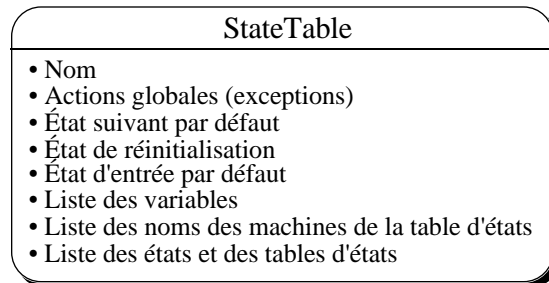 StateTable
• Nom
• Actions globales (exceptions)
• État suivant par défaut
• État de réinitialisation
• État d'entrée par défaut
• Liste des variables
• Liste des noms des machines de la table d'états
• Liste des états et des tables d'états